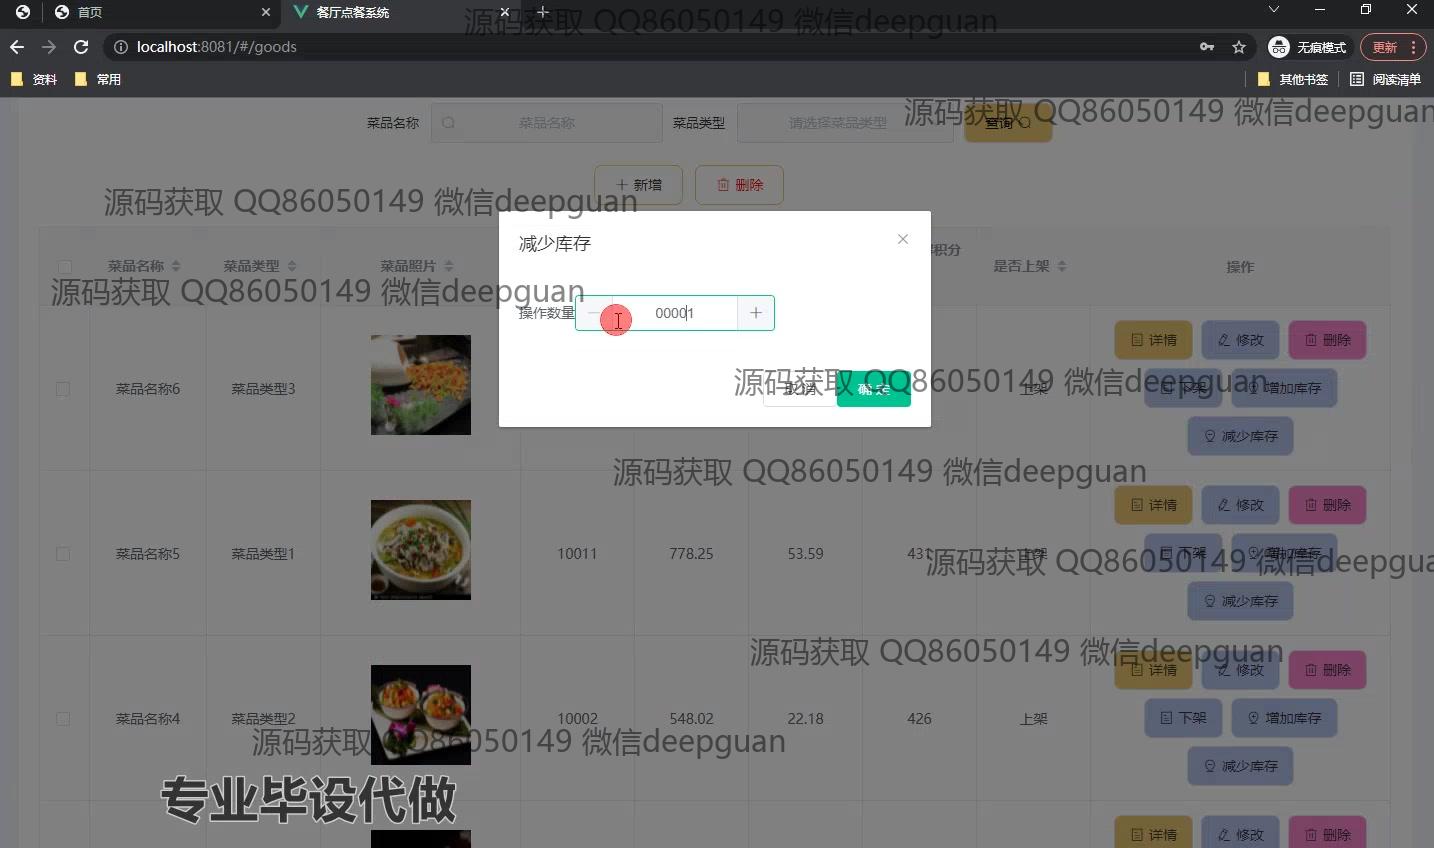 首页
餐厅点餐系统
localhost:8081/#/goods
无痕模式
更新
资料
常用
其他书签
阅读清单
源码获取 QQ86050149 微信deepguan
菜品名称
菜品名称
菜品类型
请选择菜品类型
查询
源码获取 QQ86050149 微信deepguan
新增
删除
源码获取 QQ86050149 微信deepguan
减少库存
菜品名称
菜品类型
菜品照片
积分
是否上架
操作
源码获取 QQ86050149 微信deepguan
操作数量
00001
取消
确 定
菜品名称6
菜品类型3
上架
详情
修改
删除
下架
增加库存
减少库存
源码获取 QQ86050149 微信deepguan
源码获取 QQ86050149 微信deepguan
菜品名称5
菜品类型1
10011
778.25
53.59
431
上架
详情
修改
删除
下架
增加库存
减少库存
源码获取 QQ86050149 微信deepgua
源码获取 QQ86050149 微信deepguan
菜品名称4
菜品类型2
10002
548.02
22.18
426
上架
详情
修改
删除
下架
增加库存
减少库存
源码获取 QQ86050149 微信deepguan
专业毕设代做
详情
修改
删除